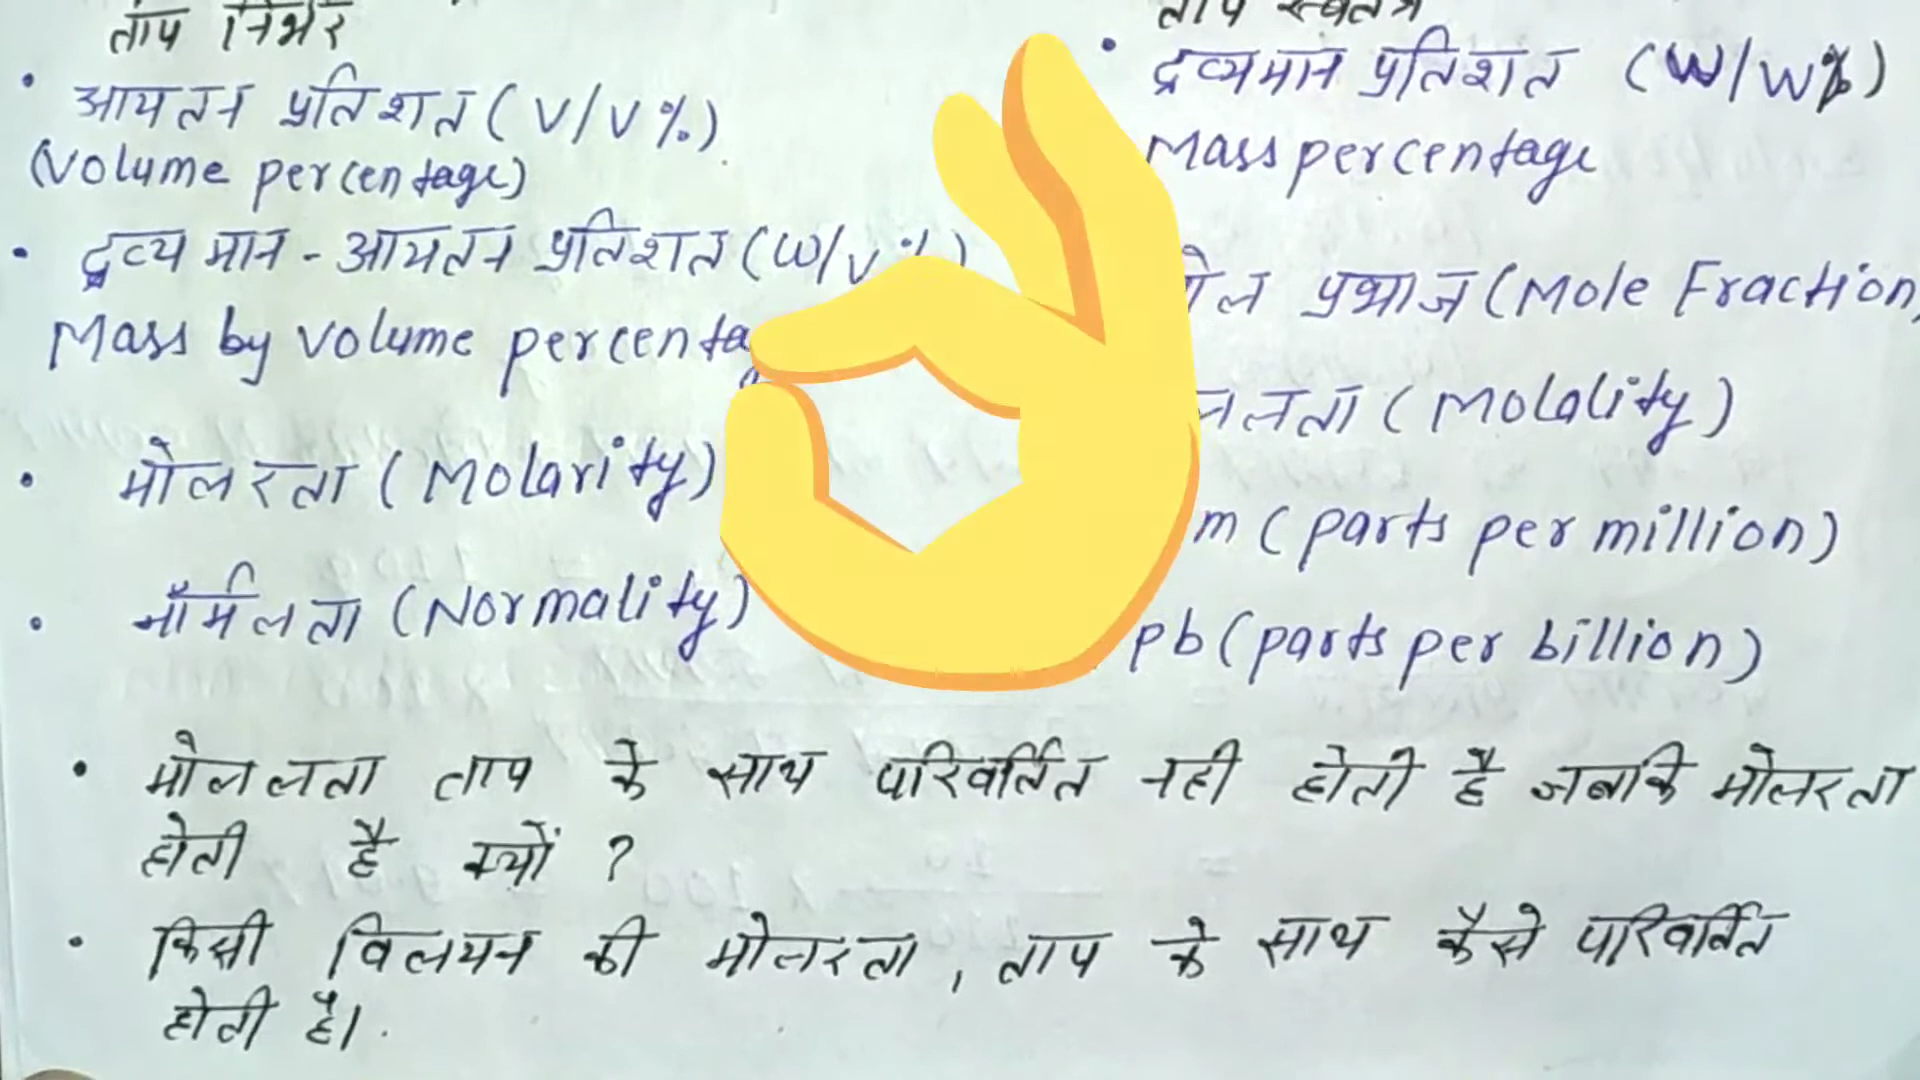 ताप निर्भर
आयतन प्रतिशत (V/V %)
(Volume percentage)
द्रव्यमान - आयतन प्रतिशत (W/V %)
Mass by volume percenta
मोलरता (Molarity)
नॉर्मलता (Normality)
ताप स्वतंत्र
द्रव्यमान प्रतिशत (W/W%)
Mass percentage
मोल प्रभाज (Mole Fraction)
(Molality)
m (parts per million)
pb (parts per billion)
मोललता ताप के साथ परिवर्तित नही होती है जबकि मोलरता
होती है क्यों ?
किसी विलयन की मोलरता, ताप के साथ कैसे परिवर्तित
होती है।